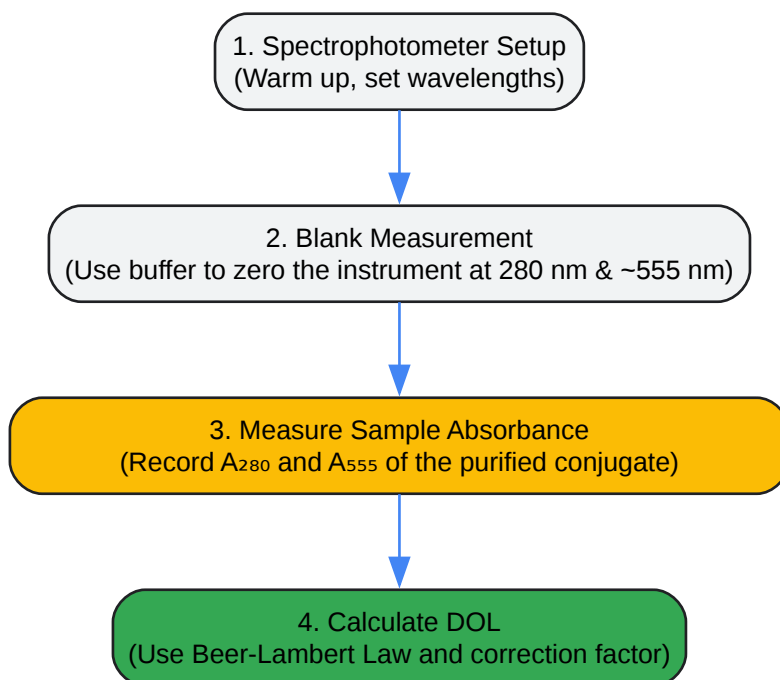 1. Spectrophotometer Setup
(Warm up, set wavelengths)
2. Blank Measurement
(Use buffer to zero the instrument at 280 nm & ~555 nm)
3. Measure Sample Absorbance
(Record A₂₈₀ and A₅₅₅ of the purified conjugate)
4. Calculate DOL
(Use Beer-Lambert Law and correction factor)